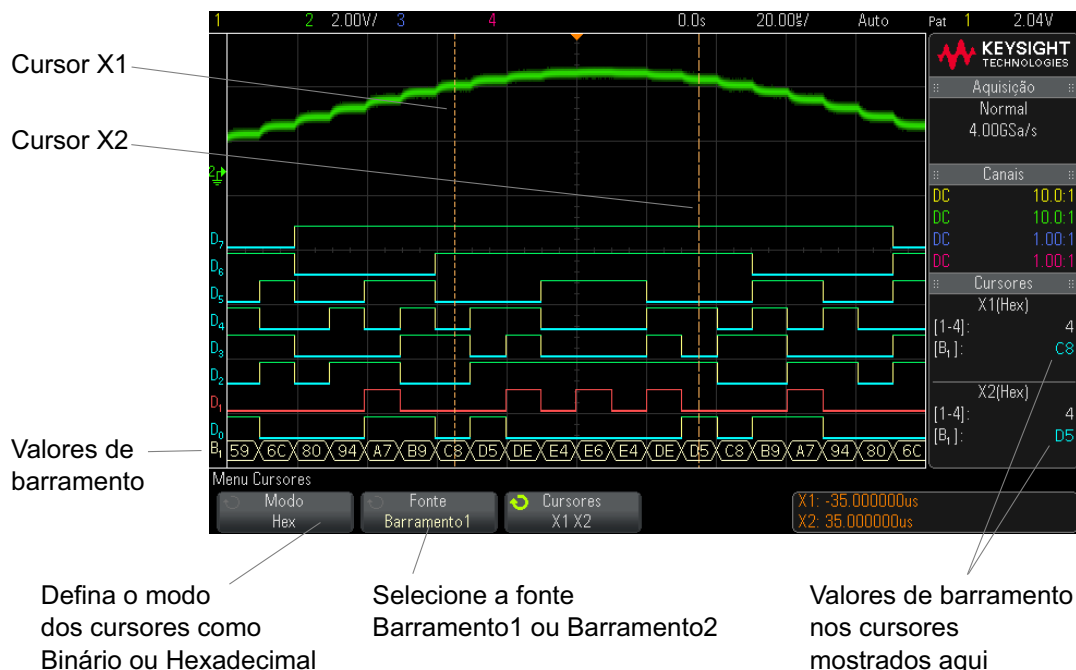 1 2 2.00V/ 3 4 0.0s 20.00µ/ Auto Pat 1 2.04V
Cursor X1
Cursor X2
Valores de
barramento
2
D7
D6
D5
D4
D3
D2
D1
D0
B1 59 6C 80 94 A7 B9 C8 D5 DE E4 E6 E4 DE D5 C8 B9 A7 94 80 6C
KEYSIGHT
TECHNOLOGIES
Aquisição
Normal
4.00GSa/s
Canais
DC 10.0:1
DC 10.0:1
DC 1.00:1
DC 1.00:1
Cursores
X1(Hex)
[1-4]: 4
[B1]: C8
X2(Hex)
[1-4]: 4
[B1]: D5
Menu Cursores
Modo
Hex
Fonte
Barramento1
Cursores
X1 X2
X1: -35.000000us
X2: 35.000000us
Defina o modo
dos cursores como
Binário ou Hexadecimal
Selecione a fonte
Barramento1 ou Barramento2
Valores de barramento
nos cursores
mostrados aqui